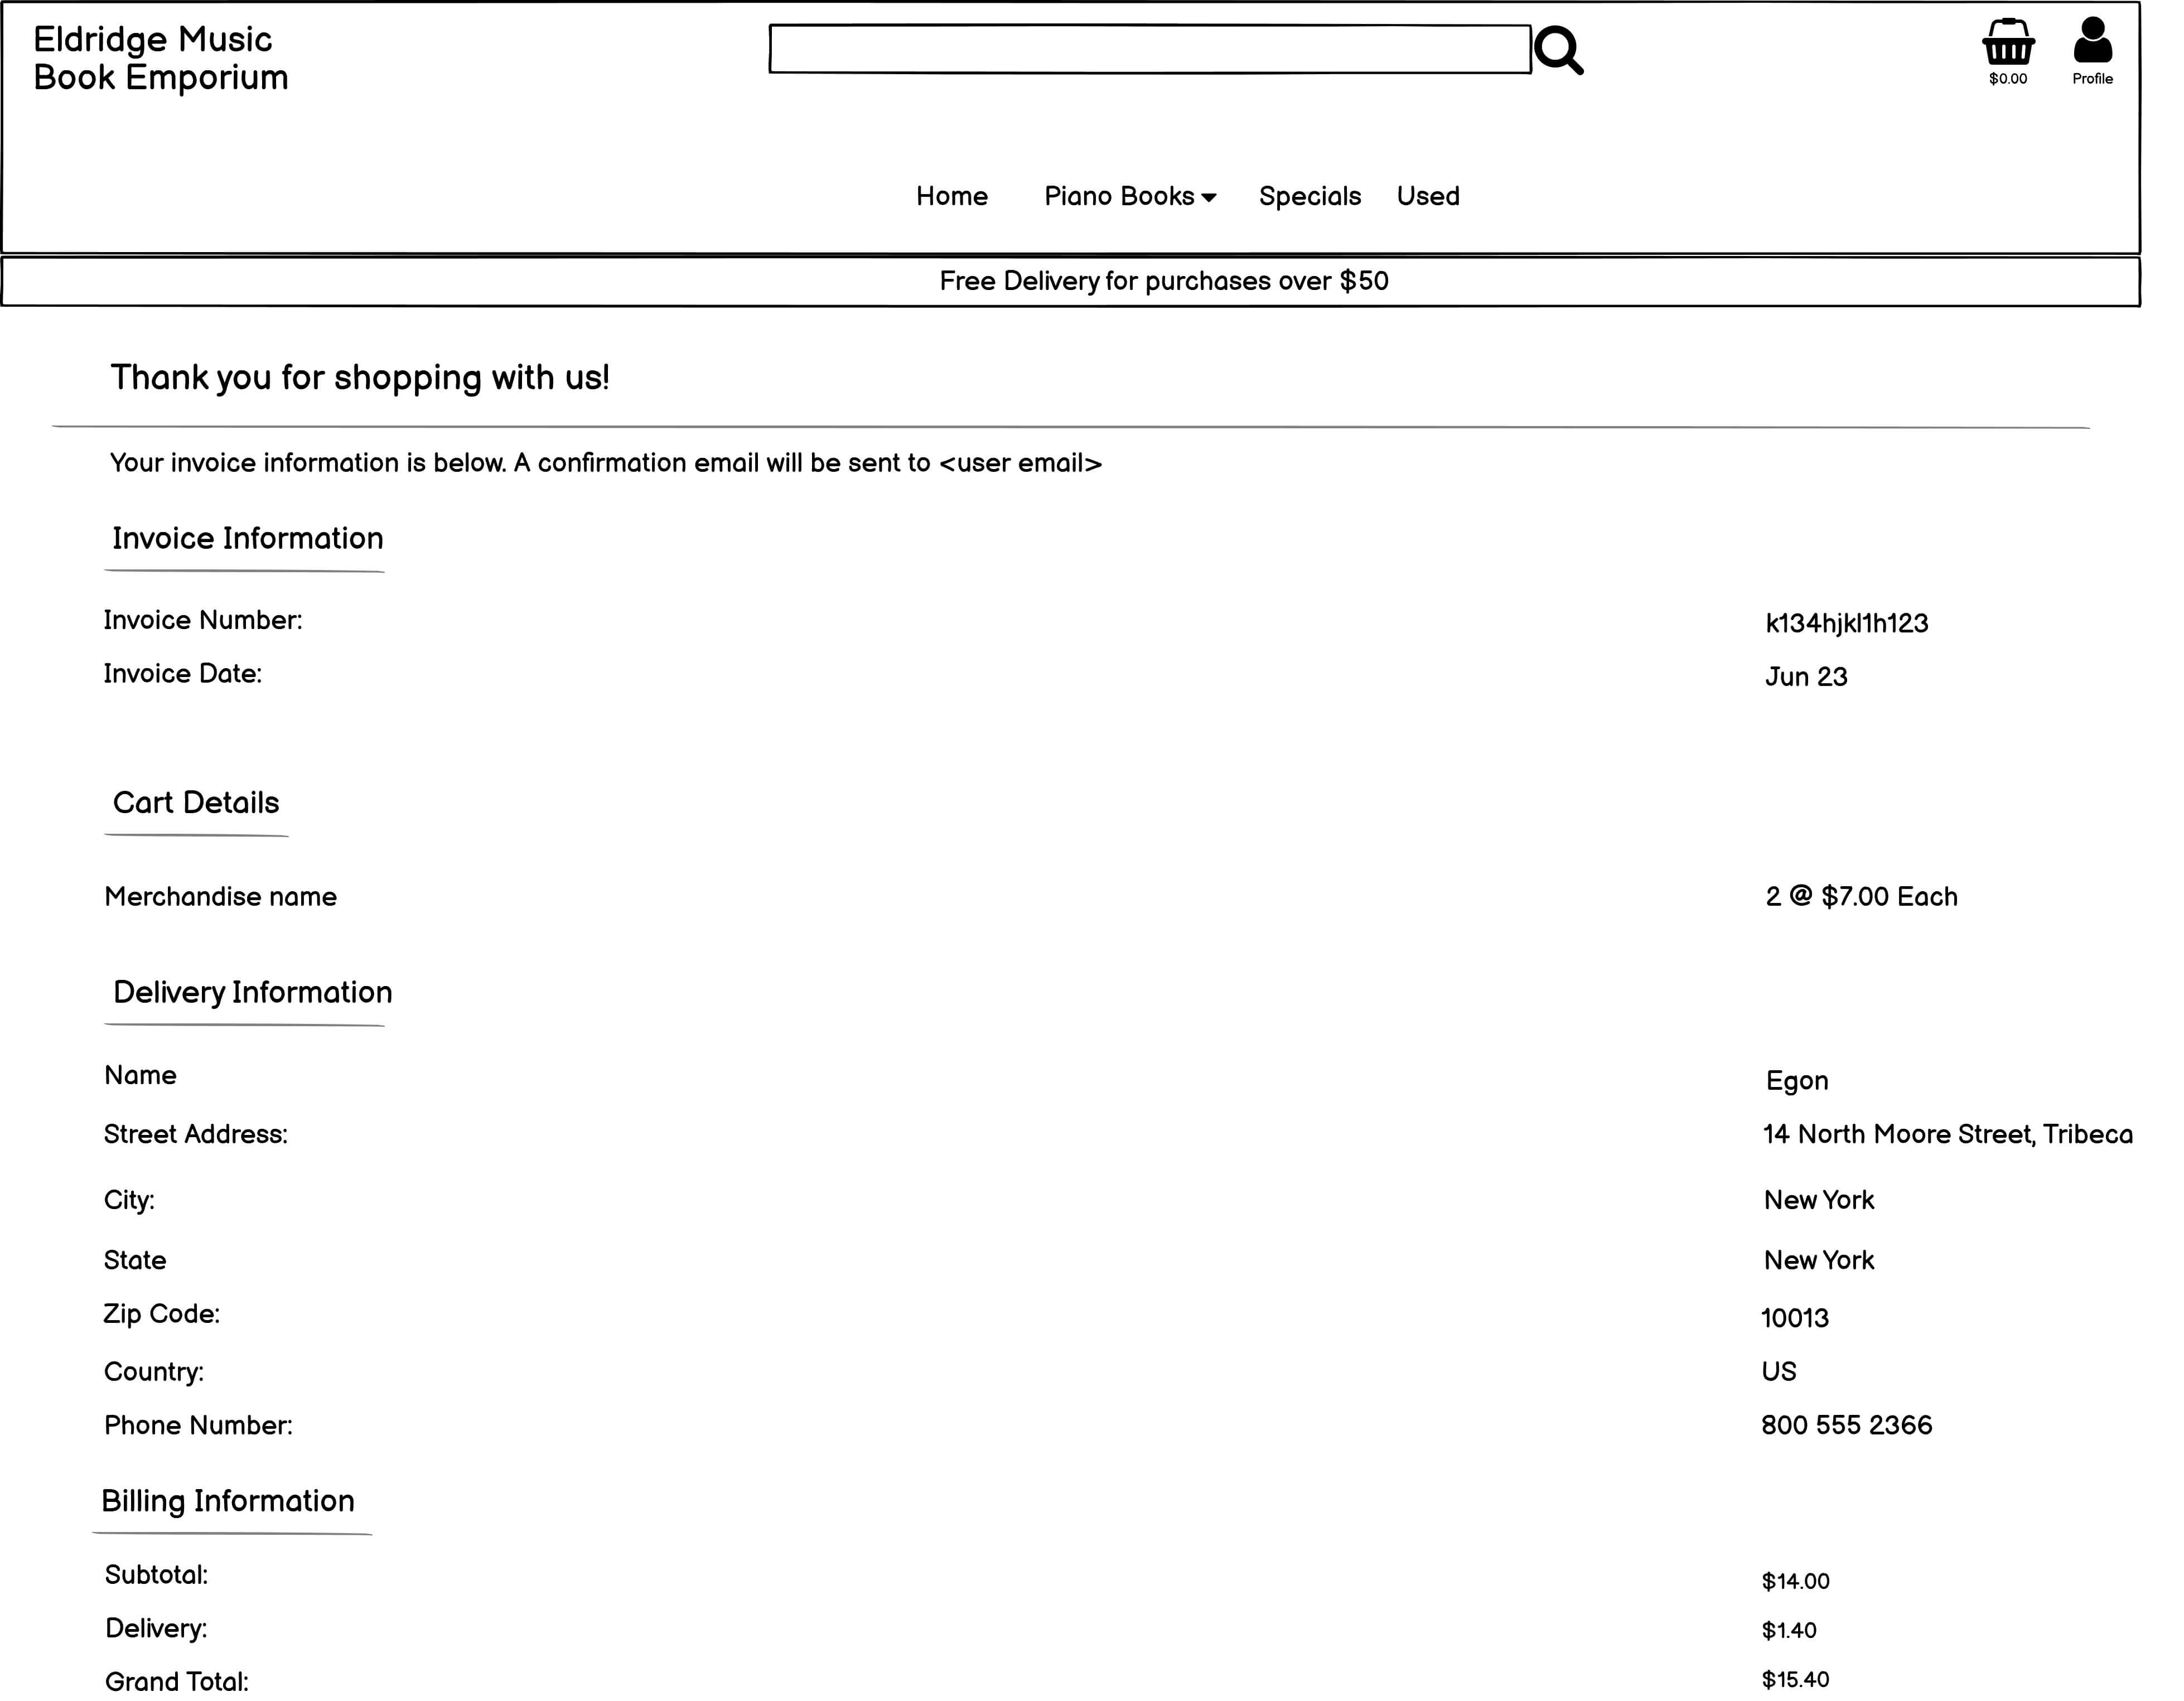 Eldridge Music
Book Emporium
$0.00
Profile
Home Piano Books Specials Used
Free Delivery for purchases over $50
Thank you for shopping with us!
Your invoice information is below. A confirmation email will be sent to <user email>
Invoice Information
Invoice Number: k134hjkl1h123
Invoice Date: Jun 23
Cart Details
Merchandise name 2 @ $7.00 Each
Delivery Information
Name Egon
Street Address: 14 North Moore Street, Tribeca
City: New York
State New York
Zip Code: 10013
Country: US
Phone Number: 800 555 2366
Billing Information
Subtotal: $14.00
Delivery: $1.40
Grand Total: $15.40